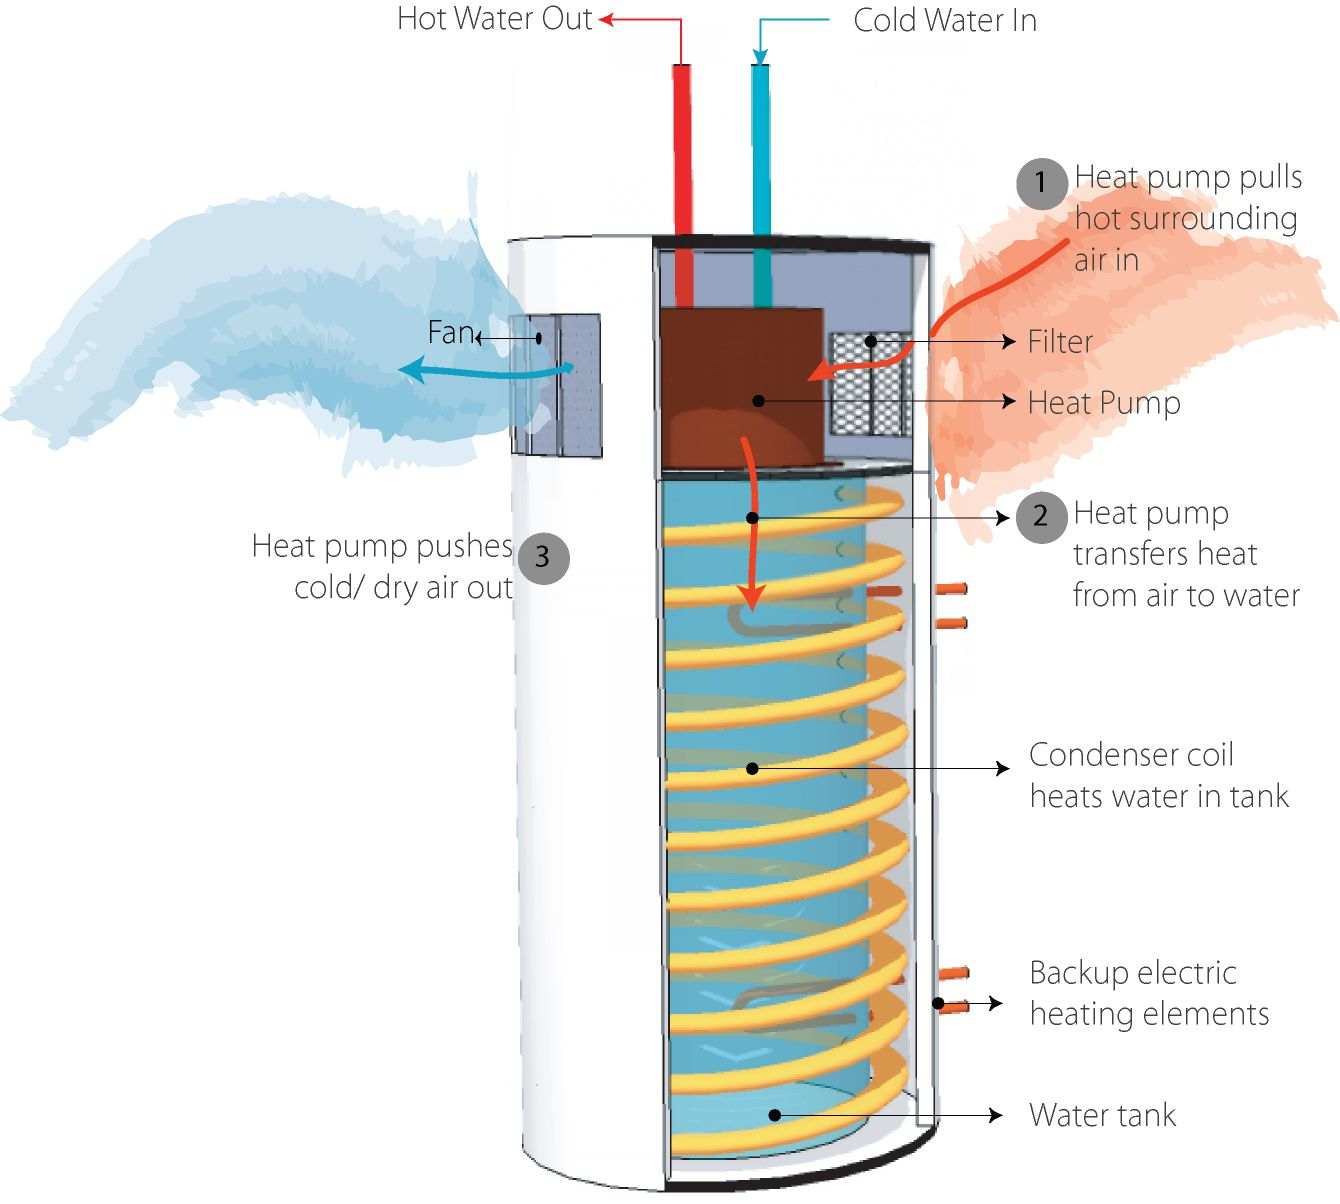 Hot Water Out
Cold Water In
1
Heat pump pulls
hot surrounding
air in
Fan
Filter
Heat Pump
2
Heat pump
transfers heat
from air to water
Heat pump pushes
cold/ dry air out
3
Condenser coil
heats water in tank
Backup electric
heating elements
Water tank